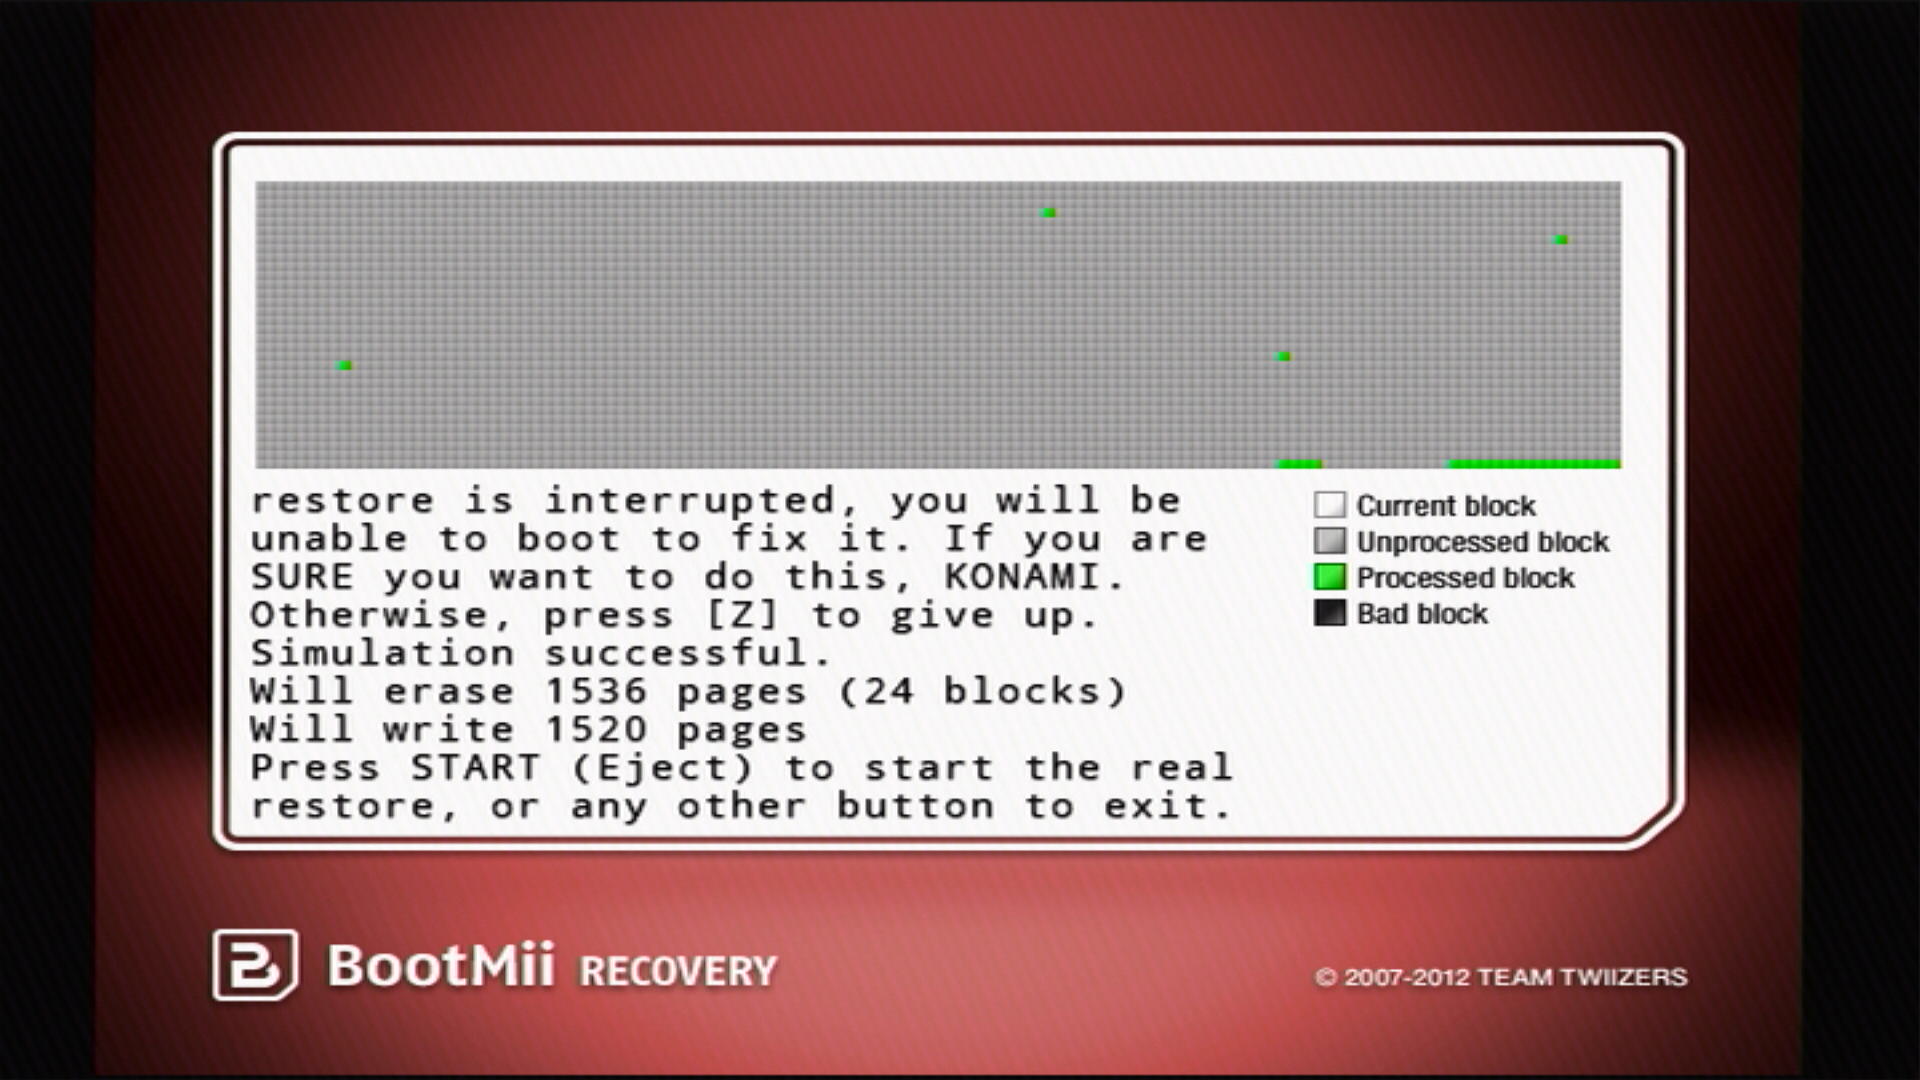 restore is interrupted, you will be
unable to boot to fix it. If you are
SURE you want to do this, KONAMI.
Otherwise, press [Z] to give up.
Simulation successful.
Will erase 1536 pages (24 blocks)
Will write 1520 pages
Press START (Eject) to start the real
restore, or any other button to exit.
Current block
Unprocessed block
Processed block
Bad block
BootMii RECOVERY
© 2007-2012 TEAM TWIIZERS